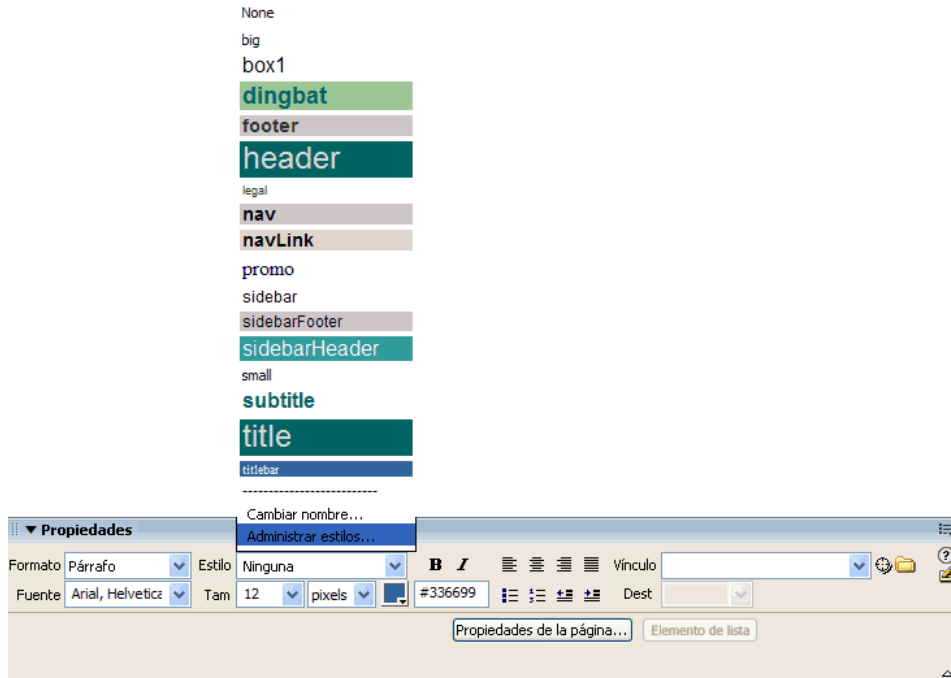 None
big
box1
dingbat
footer
header
legal
nav
navLink
promo
sidebar
sidebarFooter
sidebarHeader
small
subtitle
title
titlebar
---------------------------
Cambiar nombre...
Administrar estilos...
Propiedades
Formato Párrafo Estilo Ninguna B I Vínculo
Fuente Arial, Helvetica Tam 12 pixels #336699 Dest
Propiedades de la página... Elemento de lista